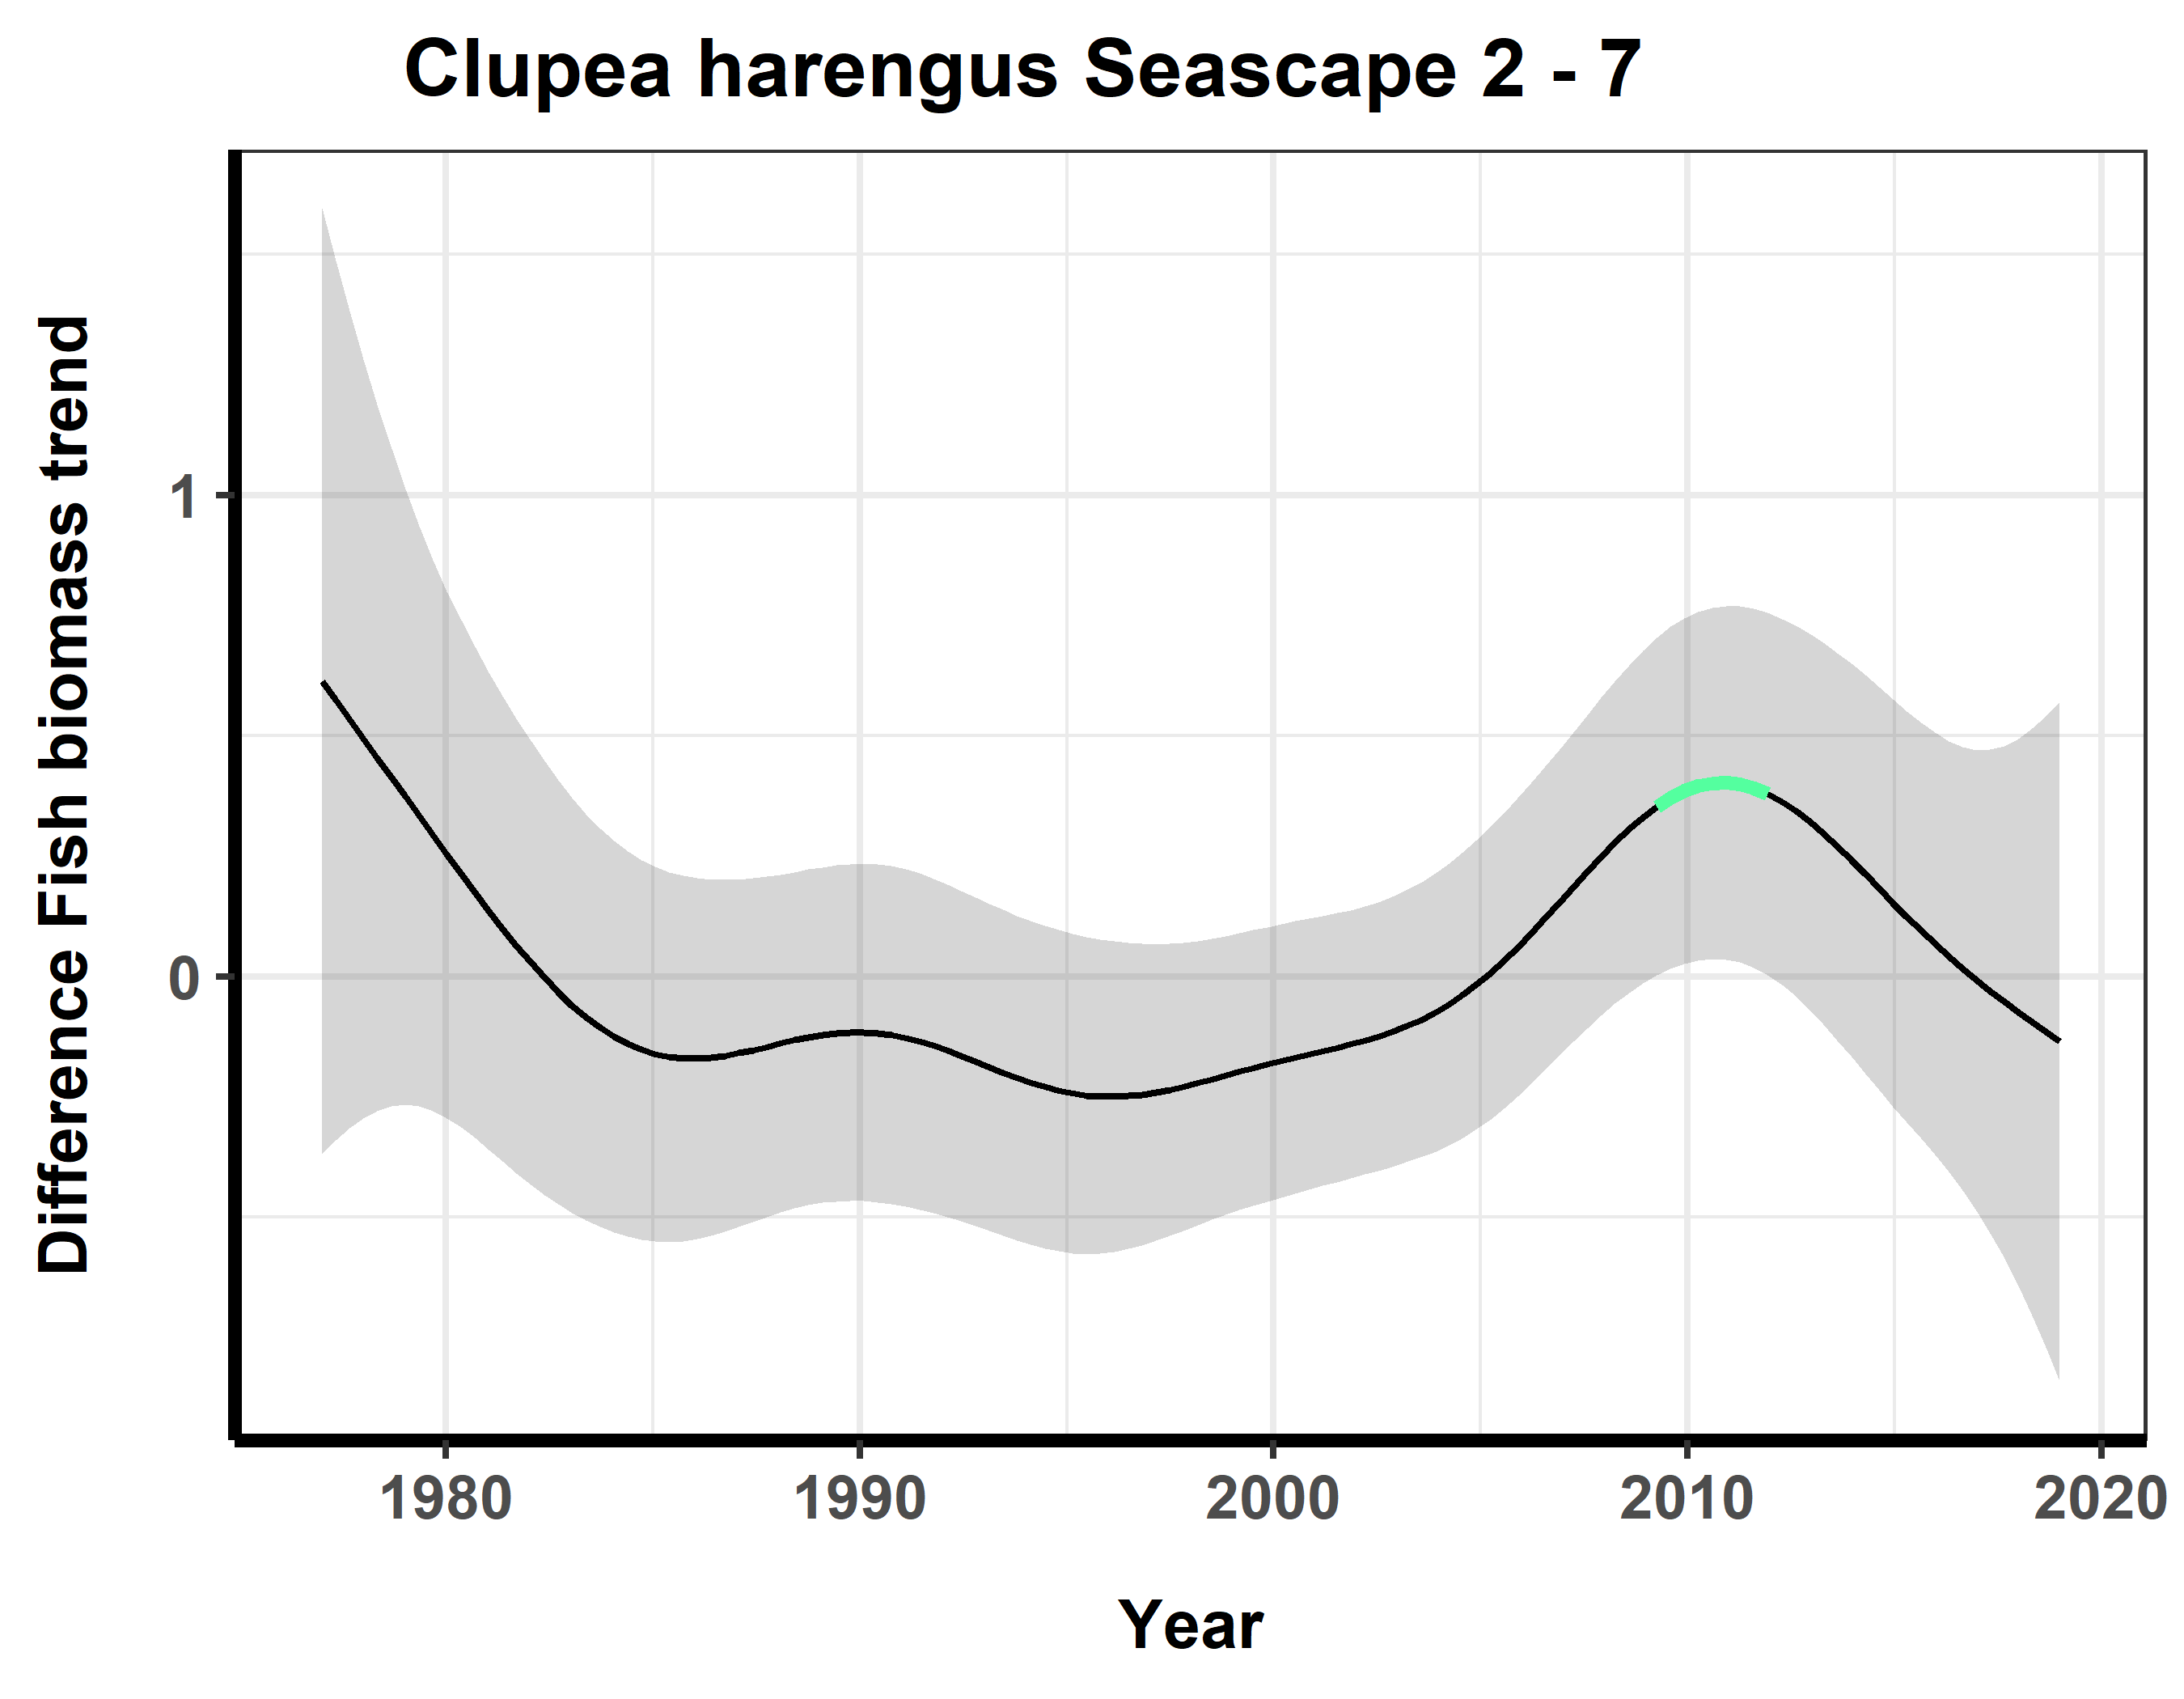 Clupea harengus Seascape 2 - 7
Difference Fish biomass trend
1
0
1980 1990 2000 2010 2020
Year